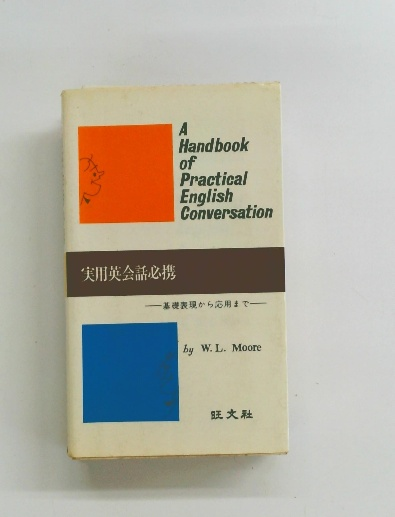 A
Handbook
of
Practical
English
Conversation
実用英会話必携
──基礎表現から応用まで──
by W. L. Moore
旺文社